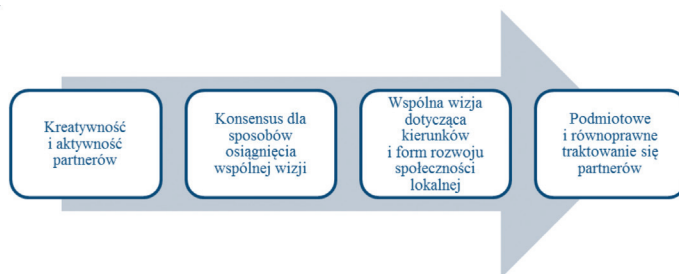 Kreatywność
i aktywność
partnerów
Konsensus dla
sposobów
osiągnięcia
wspólnej wizji
Wspólna wizja
dotycząca
kierunków
i form rozwoju
społeczności
lokalnej
Podmiotowe
i równoprawne
traktowanie się
partnerów